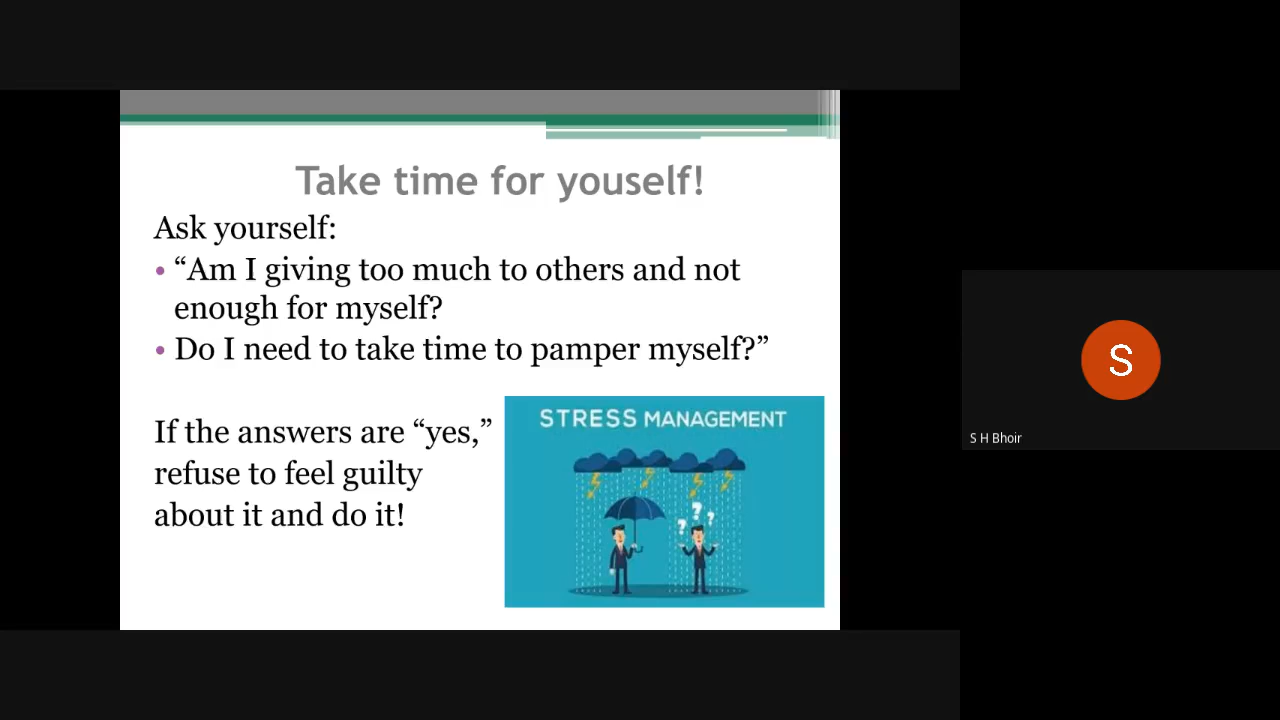 Take time for youself!
Ask yourself:
• “Am I giving too much to others and not
enough for myself?
• Do I need to take time to pamper myself?”
If the answers are “yes,”
refuse to feel guilty
about it and do it!
STRESS MANAGEMENT
? ? ?
S
S H Bhoir